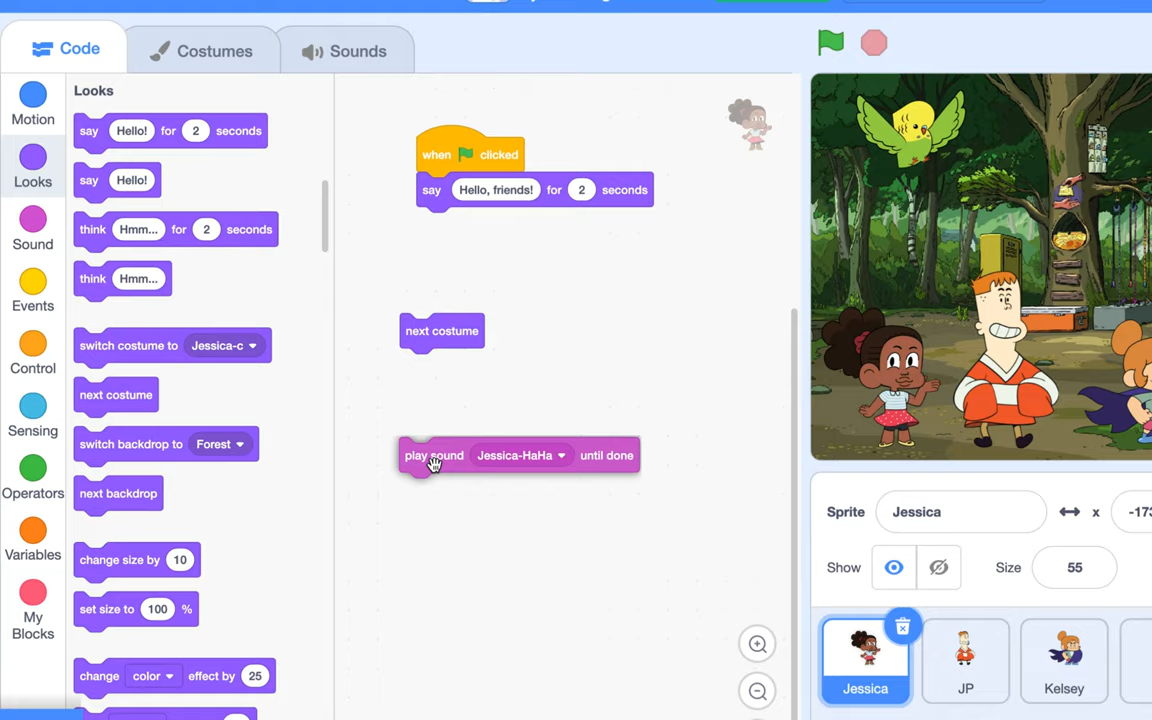 Code
Costumes
Sounds
Motion
Looks
Sound
Events
Control
Sensing
Operators
Variables
My
Blocks
Looks
say Hello! for 2 seconds
say Hello!
think Hmm... for 2 seconds
think Hmm...
switch costume to Jessica-c
next costume
switch backdrop to Forest
next backdrop
change size by 10
set size to 100 %
change color effect by 25
when clicked
say Hello, friends! for 2 seconds
next costume
play sound Jessica-HaHa until done
Sprite Jessica x -173
Show Size 55
Jessica
JP
Kelsey